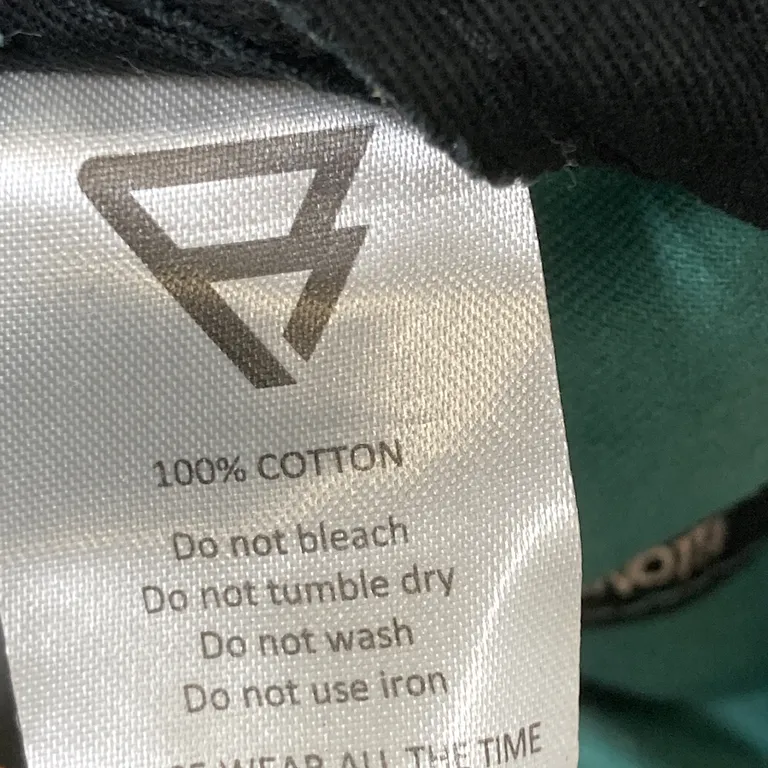 100% COTTON
Do not bleach
Do not tumble dry
Do not wash
Do not use iron
WEAR ALL THE TIME